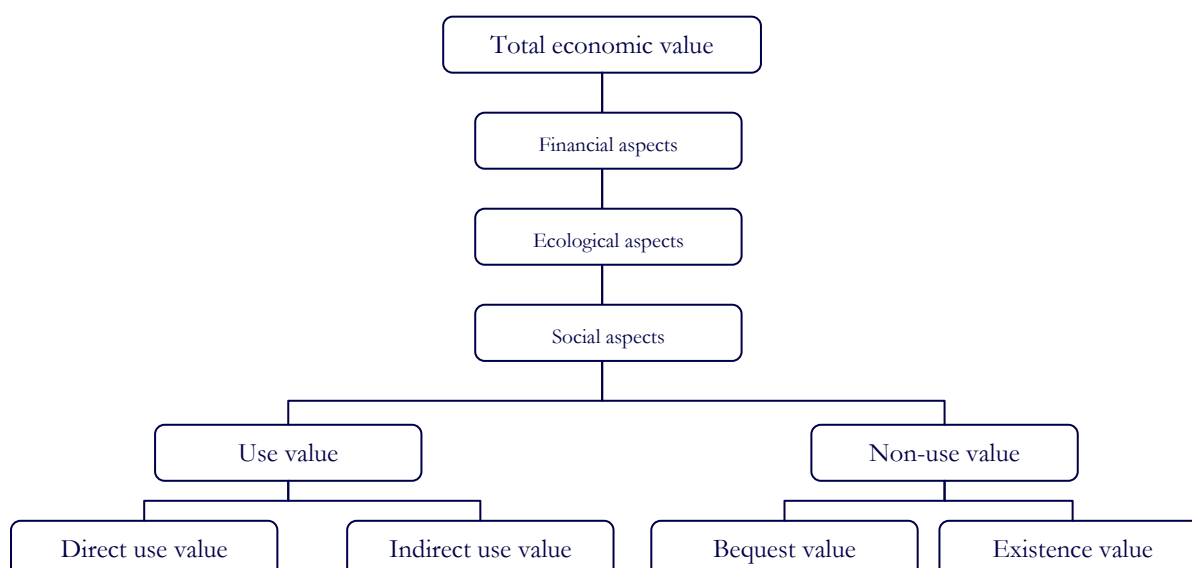 Total economic value
Financial aspects
Ecological aspects
Social aspects
Use value
Non-use value
Direct use value
Indirect use value
Bequest value
Existence value